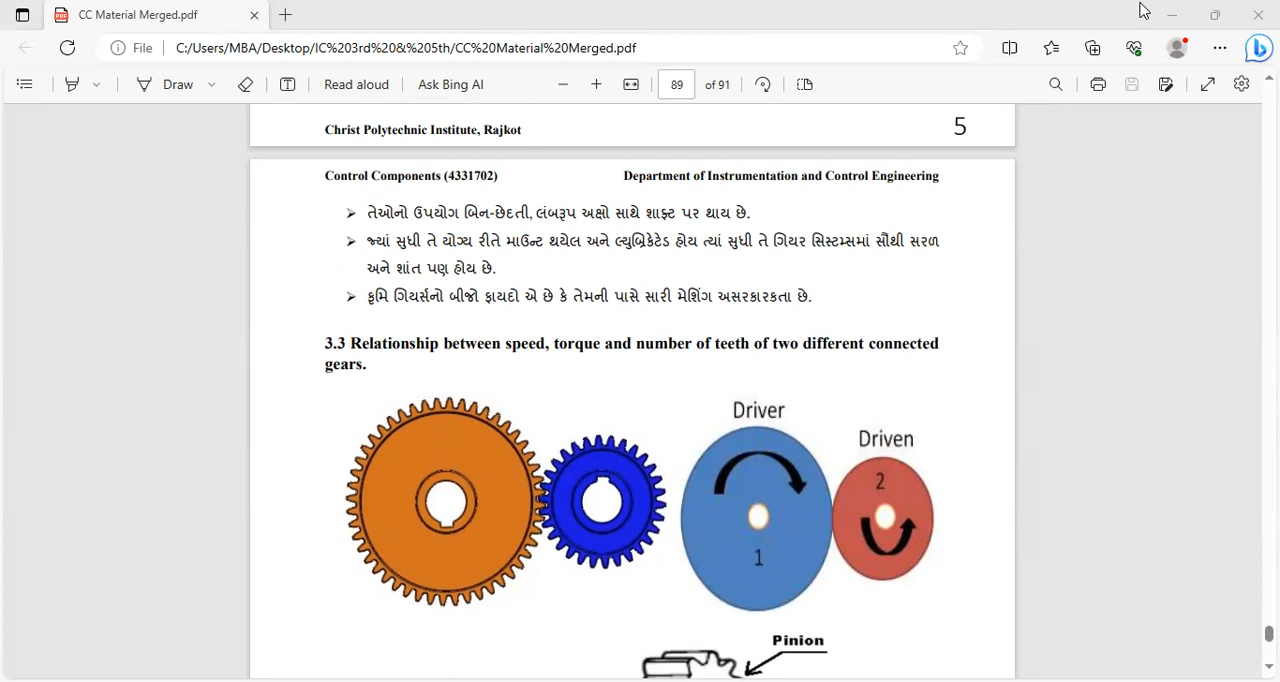 CC Material Merged.pdf
File
C:/Users/MBA/Desktop/IC%203rd%20&%205th/CC%20Material%20Merged.pdf
Draw
Read aloud
Ask Bing AI
89 of 91
Christ Polytechnic Institute, Rajkot 5
Control Components (4331702) Department of Instrumentation and Control Engineering
➢ તેઓનો ઉપયોગ બિન-છેદતી, લંબરૂપ અક્ષો સાથે શાફ્ટ પર થાય છે.
➢ જ્યાં સુધી તે યોગ્ય રીતે માઉન્ટ થયેલ અને લ્યુબ્રિકેટેડ હોય ત્યાં સુધી તે ગિયર સિસ્ટમ્સમાં સૌથી સરળ
અને શાંત પણ હોય છે.
➢ કૃમિ ગિયર્સનો બીજો ફાયદો એ છે કે તેમની પાસે સારી મેશિંગ અસરકારકતા છે.
3.3 Relationship between speed, torque and number of teeth of two different connected
gears.
Driver
Driven
2
1
Pinion